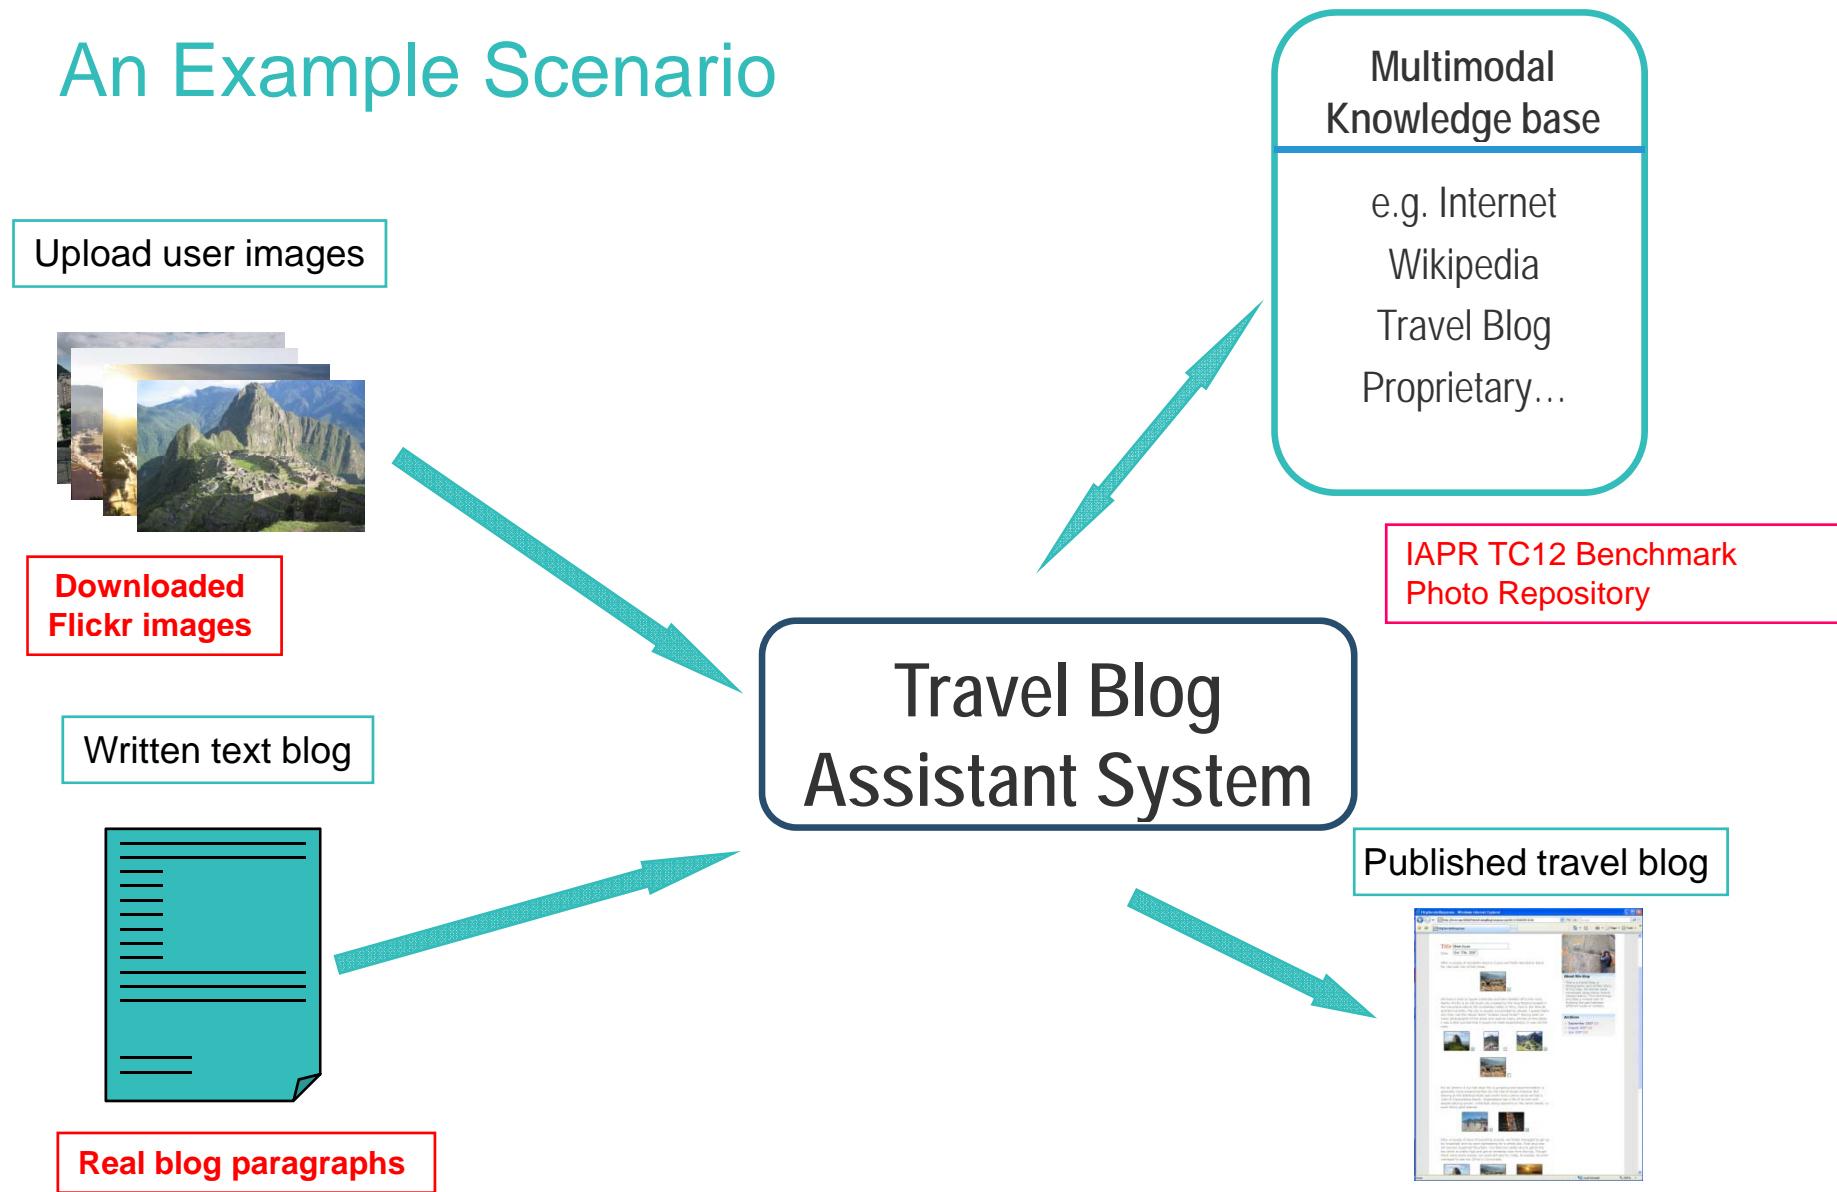 An Example Scenario
Multimodal
Knowledge base
e.g. Internet
Wikipedia
Travel Blog
Proprietary...
Upload user images
Downloaded
Flickr images
IAPR TC12 Benchmark
Photo Repository
Travel Blog
Assistant System
Written text blog
Real blog paragraphs
Published travel blog
Title